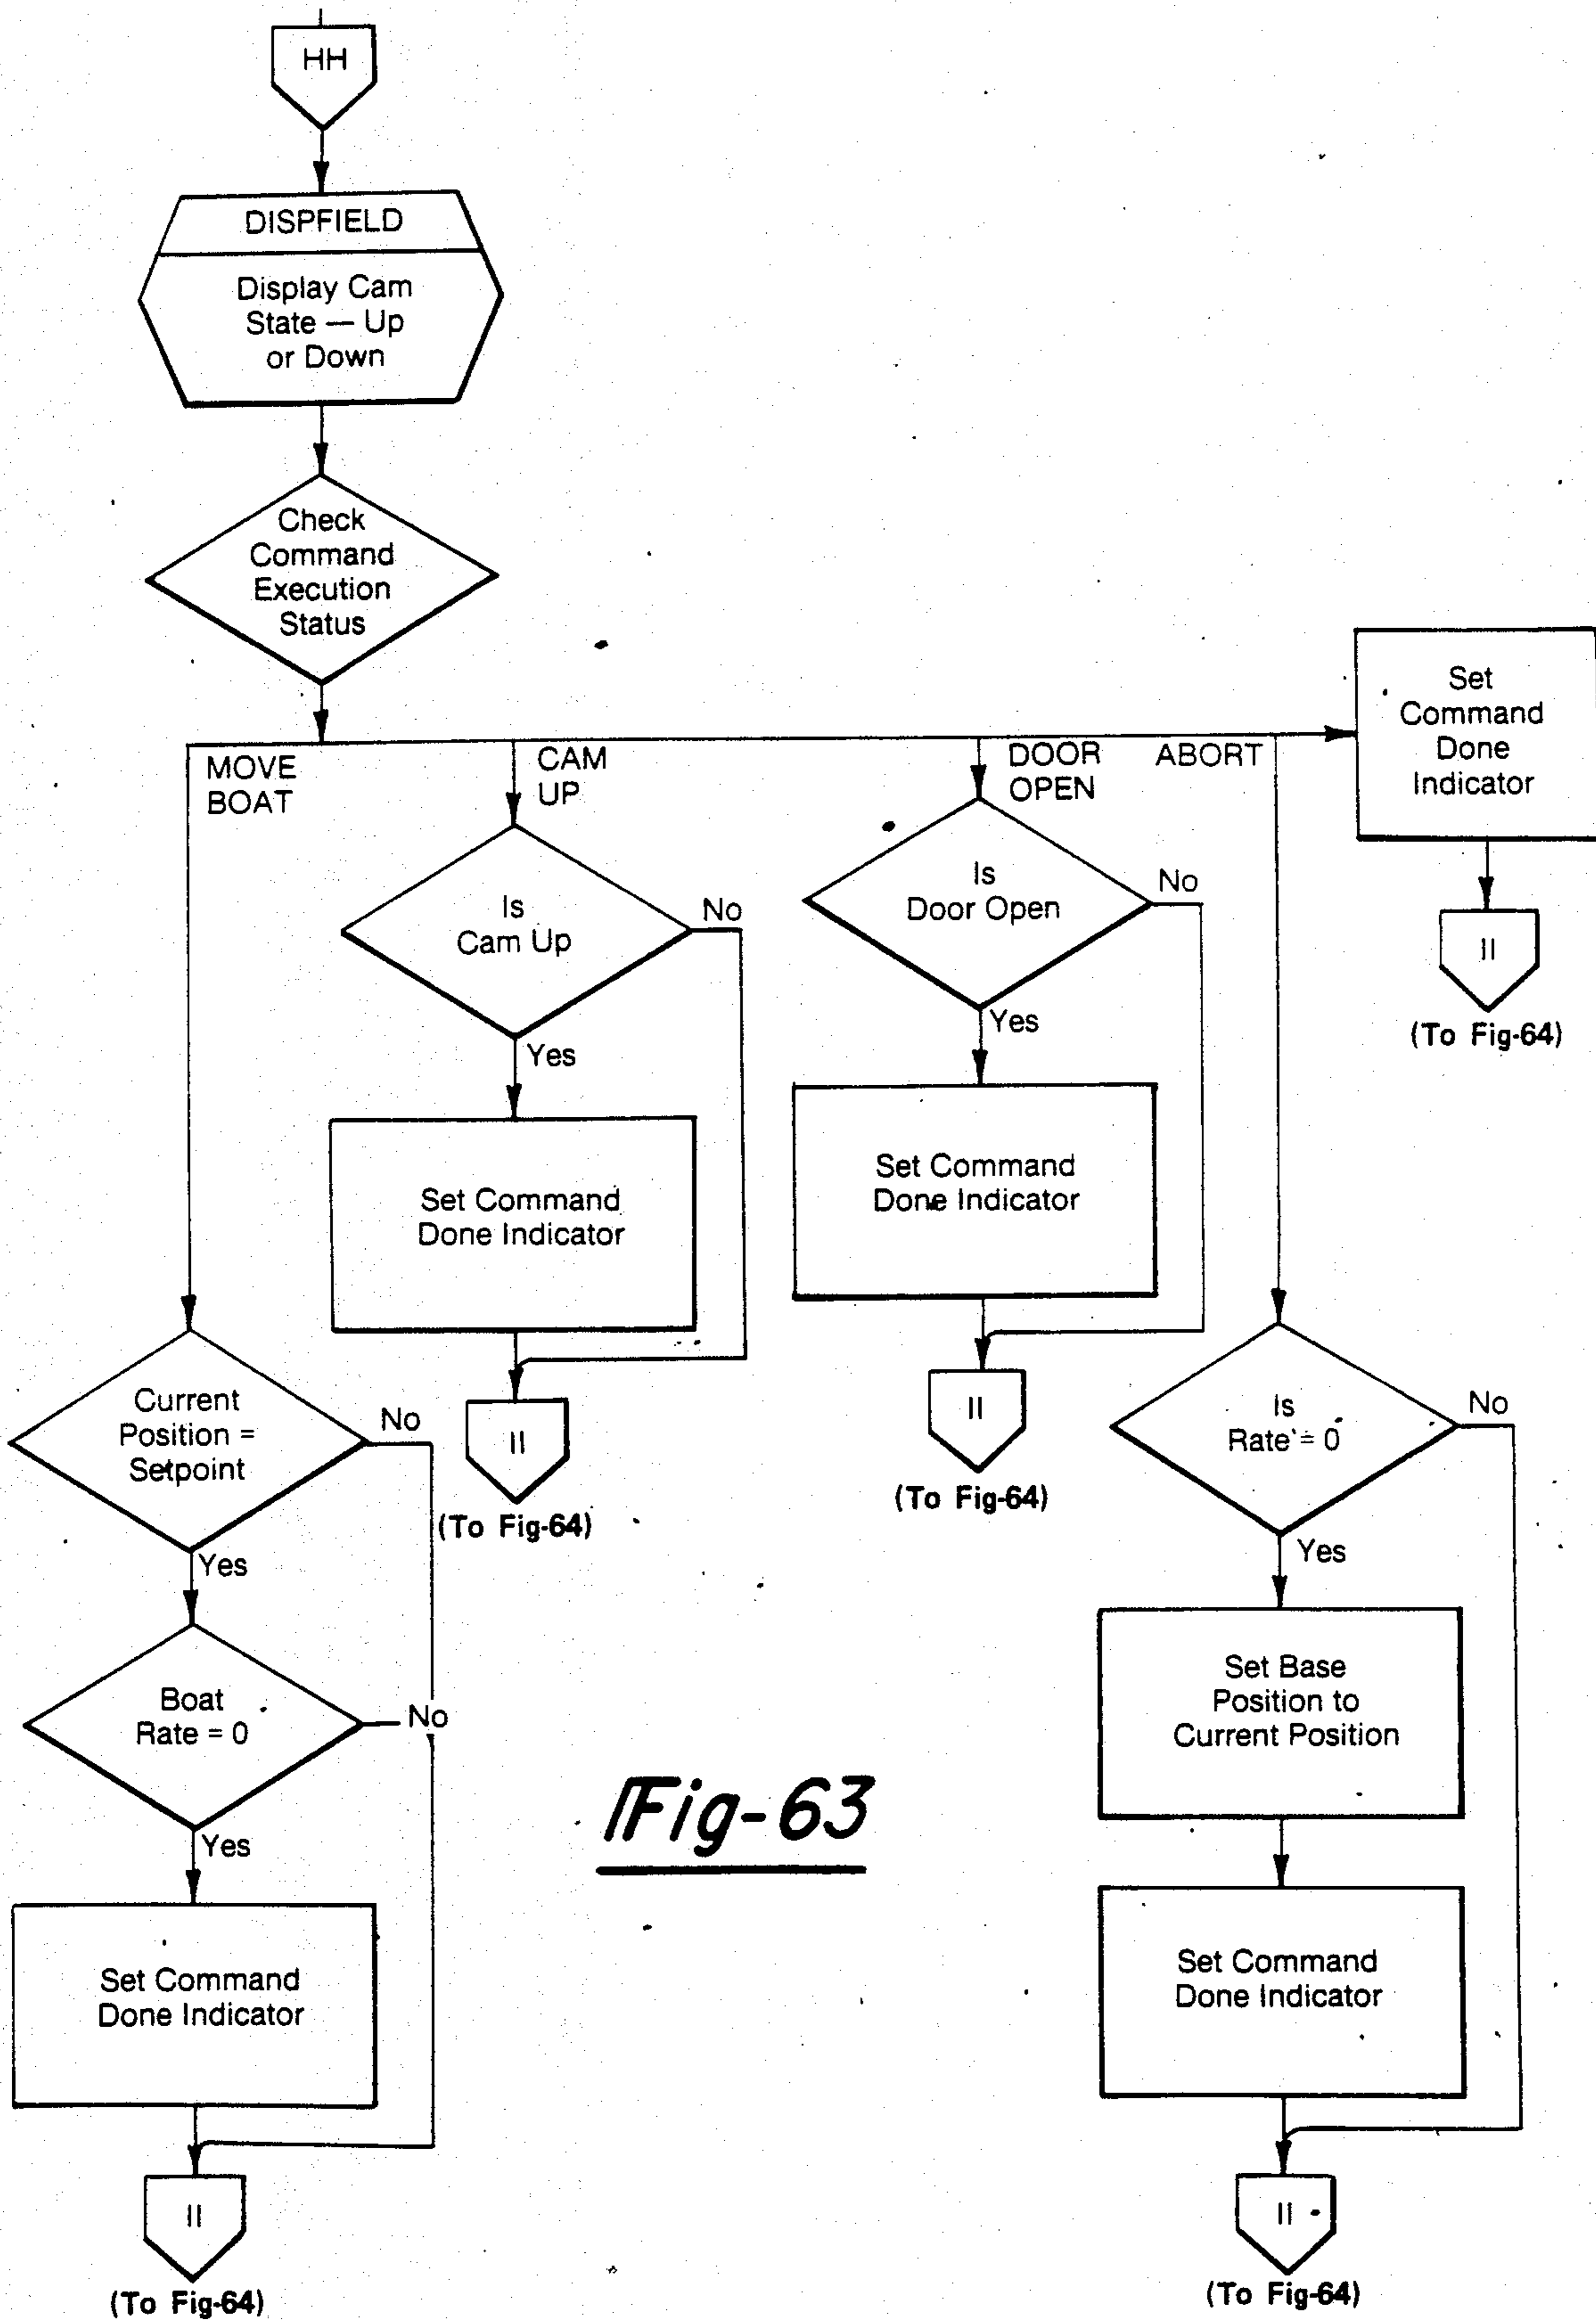 HH
DISPFIELD
Display Cam
State — Up
or Down
Check
Command
Execution
Status
MOVE
BOAT
CAM
UP
DOOR
OPEN
ABORT
Set
Command
Done
Indicator
II
(To Fig-64)
Is
Cam Up
No
Yes
Set Command
Done Indicator
II
(To Fig-64)
Is
Door Open
No
Yes
Set Command
Done Indicator
II
(To Fig-64)
Current
Position =
Setpoint
No
Yes
Boat
Rate = 0
No
Yes
Set Command
Done Indicator
II
(To Fig-64)
Is
Rate = 0
No
Yes
Set Base
Position to
Current Position
Set Command
Done Indicator
II
(To Fig-64)
Fig-63